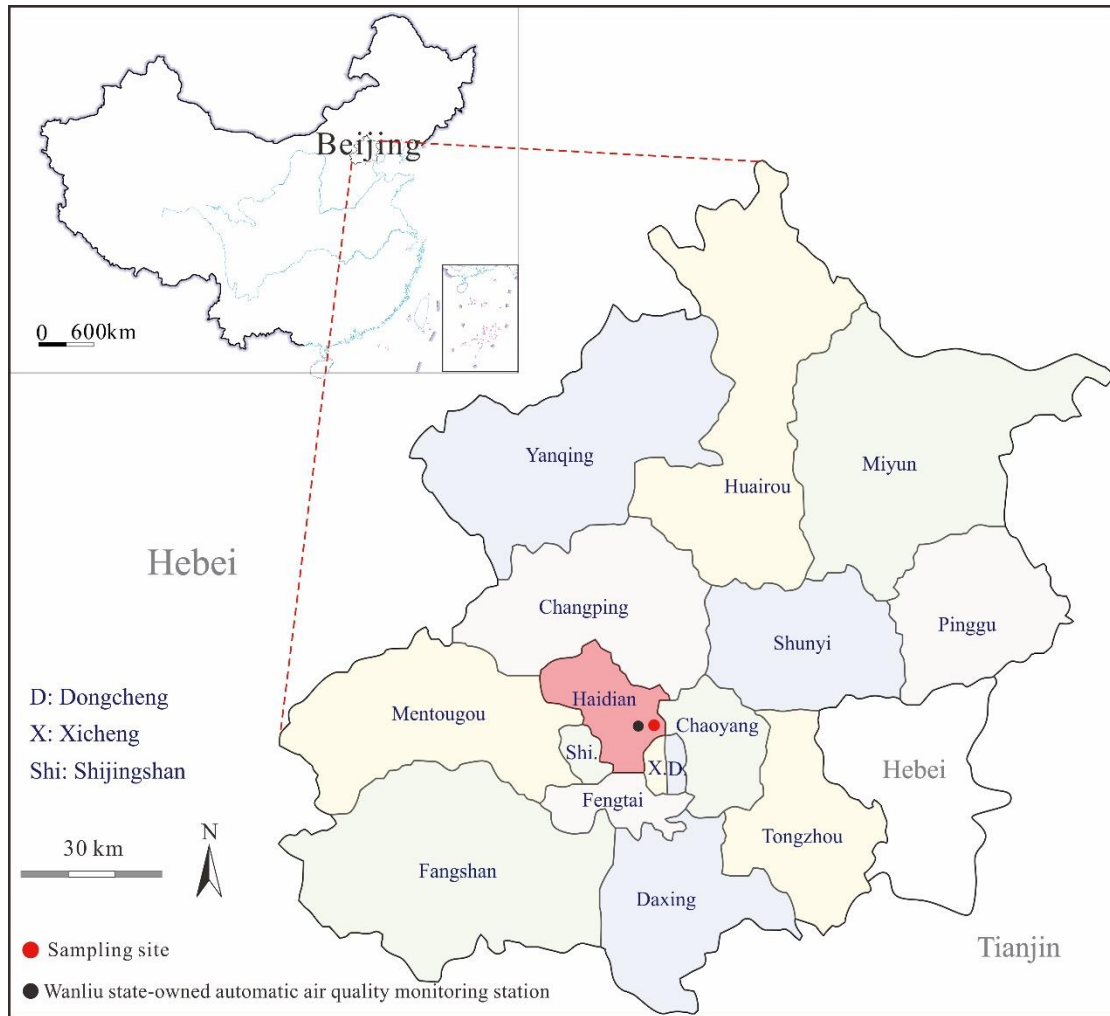 Beijing
0 600km
Yanqing
Huairou
Miyun
Hebei
Changping
Shunyi
Pinggu
D: Dongcheng
X: Xicheng
Shi: Shijingshan
Mentougou
Haidian
Chaoyang
Shi.
X.
D.
Hebei
Fengtai
Tongzhou
30 km
N
Fangshan
Daxing
Tianjin
Sampling site
Wanliu state-owned automatic air quality monitoring station